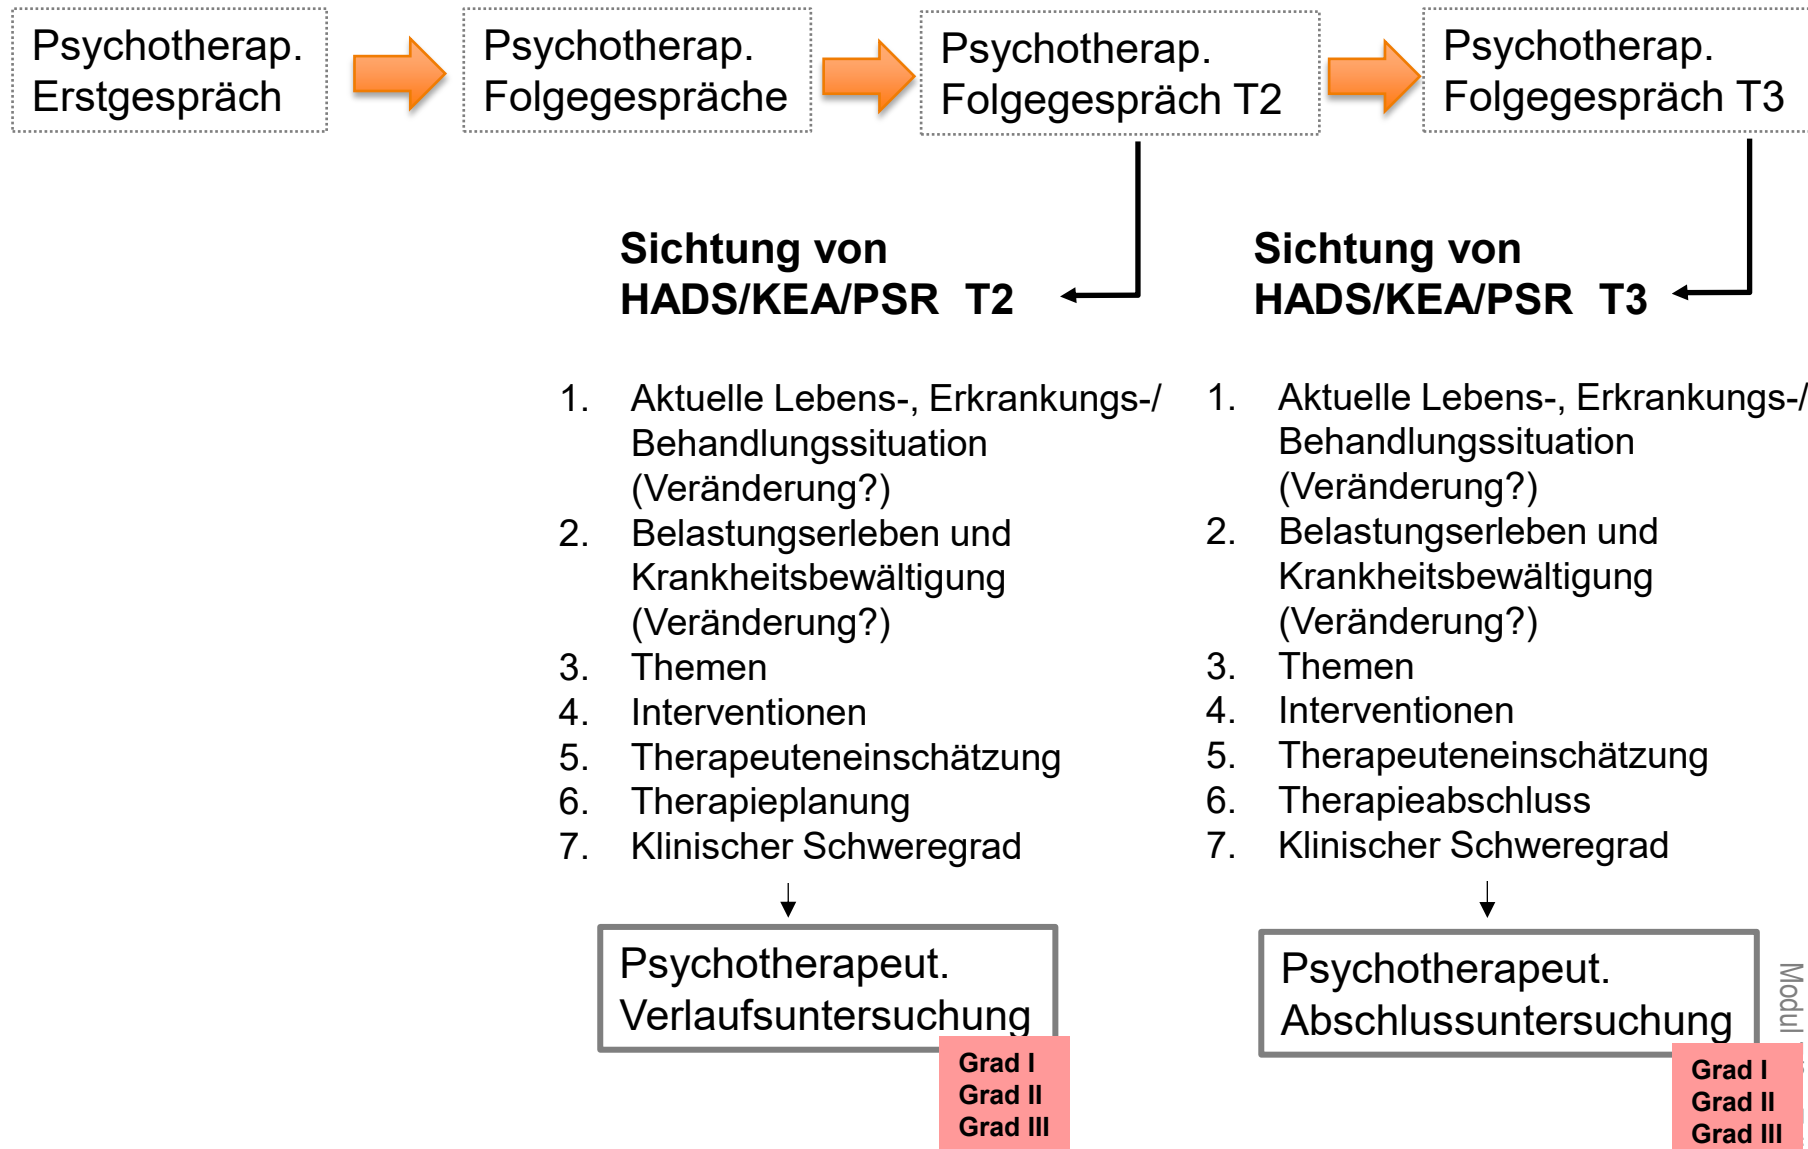 Psychotherap.
Erstgespräch
Psychotherap.
Folgegespräche
Psychotherap.
Folgegespräch T2
Psychotherap.
Folgegespräch T3
Sichtung von
HADS/KEA/PSR T2
1. Aktuelle Lebens-, Erkrankungs-/
Behandlungssituation
(Veränderung?)
2. Belastungserleben und
Krankheitsbewältigung
(Veränderung?)
3. Themen
4. Interventionen
5. Therapeuteneinschätzung
6. Therapieplanung
7. Klinischer Schweregrad
Psychotherapeut.
Verlaufsuntersuchung
Grad I
Grad II
Grad III
Sichtung von
HADS/KEA/PSR T3
1. Aktuelle Lebens-, Erkrankungs-/
Behandlungssituation
(Veränderung?)
2. Belastungserleben und
Krankheitsbewältigung
(Veränderung?)
3. Themen
4. Interventionen
5. Therapeuteneinschätzung
6. Therapieabschluss
7. Klinischer Schweregrad
Psychotherapeut.
Abschlussuntersuchung
Grad I
Grad II
Grad III
Modul